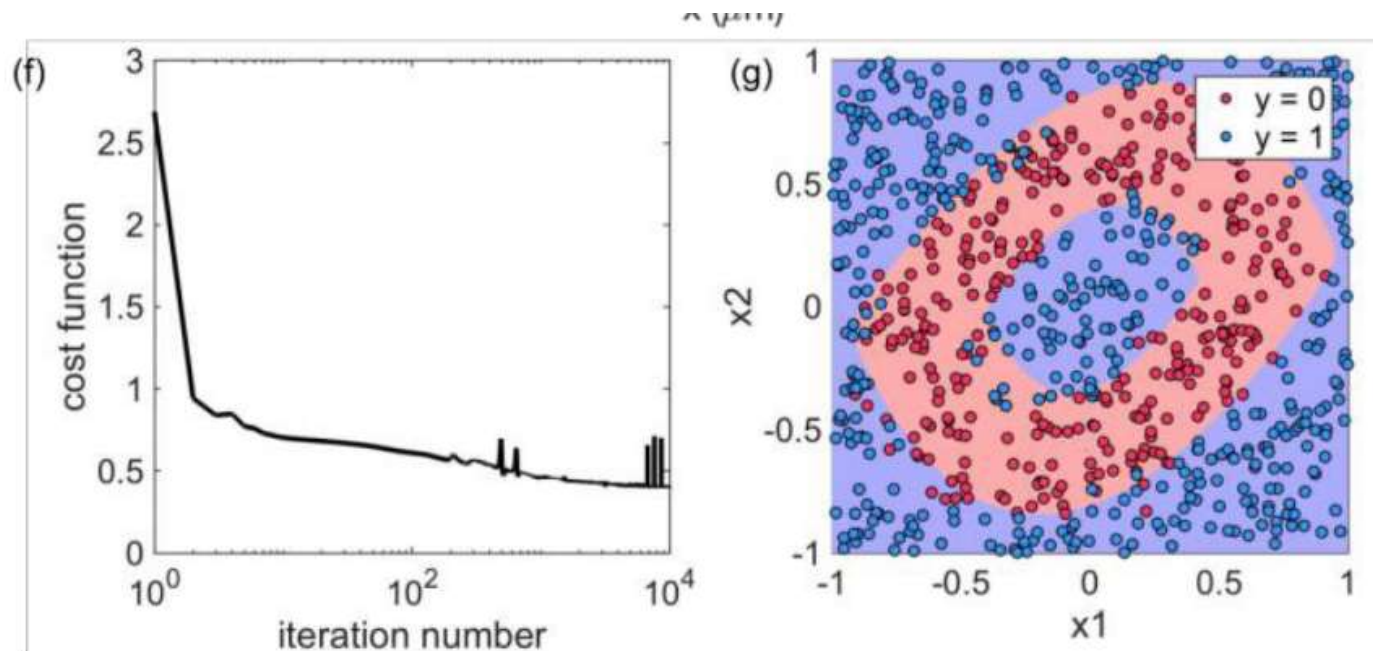 x (μm)
(f)
3
2.5
2
1.5
1
0.5
0
cost function
10^0
10^2
10^4
iteration number
(g)
1
0.5
0
-0.5
-1
x2
y = 0
y = 1
-1
-0.5
0
0.5
1
x1